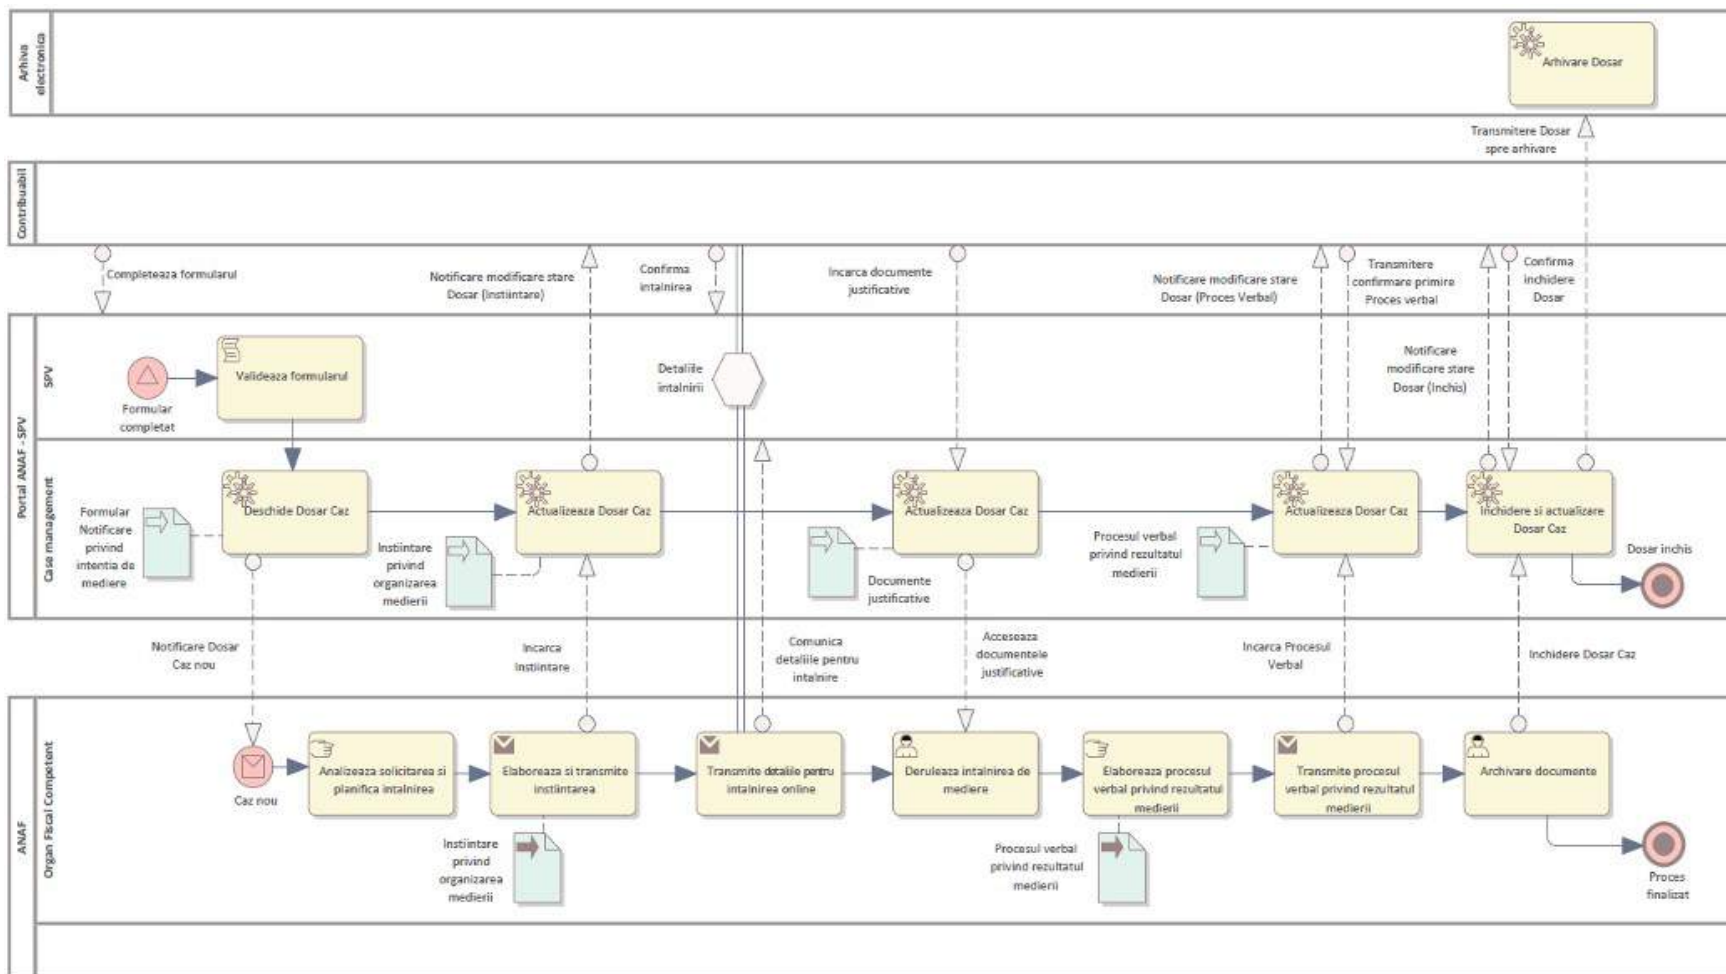 Arhiva
electronica
Arhivare Dosar
Transmitere Dosar
spre arhivare
Contribuabil
Completeaza formularul
Notificare modificare stare
Dosar (Instiintare)
Confirma
intalnirea
Incarca documente
justificative
Notificare modificare stare
Dosar (Proces Verbal)
Transmitere
confirmare primire
Proces verbal
Confirma
inchidere
Dosar
Portal ANAF - SPV
SPV
Formular
completat
Valideaza formularul
Detaliile
intalnirii
Notificare
modificare stare
Dosar (Inchis)
Case management
Formular
Notificare
privind
intentia de
mediere
Deschide Dosar Caz
Instiintare
privind
organizarea
medierii
Actualizeaza Dosar Caz
Documente
justificative
Actualizeaza Dosar Caz
Procesul verbal
privind rezultatul
medierii
Actualizeaza Dosar Caz
Inchidere si actualizare
Dosar Caz
Dosar inchis
Notificare Dosar
Caz nou
Incarca
Instiintare
Comunica
detaliile pentru
intalnire
Acceseaza
documentele
justificative
Incarca Procesul
Verbal
Inchidere Dosar Caz
ANAF
Organ Fiscal Competent
Caz nou
Analizeaza solicitarea si
planifica intalnirea
Elaboreaza si transmite
instiintarea
Transmite detaliile pentru
intalnirea online
Deruleaza intalnirea de
mediere
Elaboreaza procesul
verbal privind rezultatul
medierii
Transmite procesul
verbal privind rezultatul
medierii
Archivare documente
Instiintare
privind
organizarea
medierii
Procesul verbal
privind rezultatul
medierii
Proces
finalizat